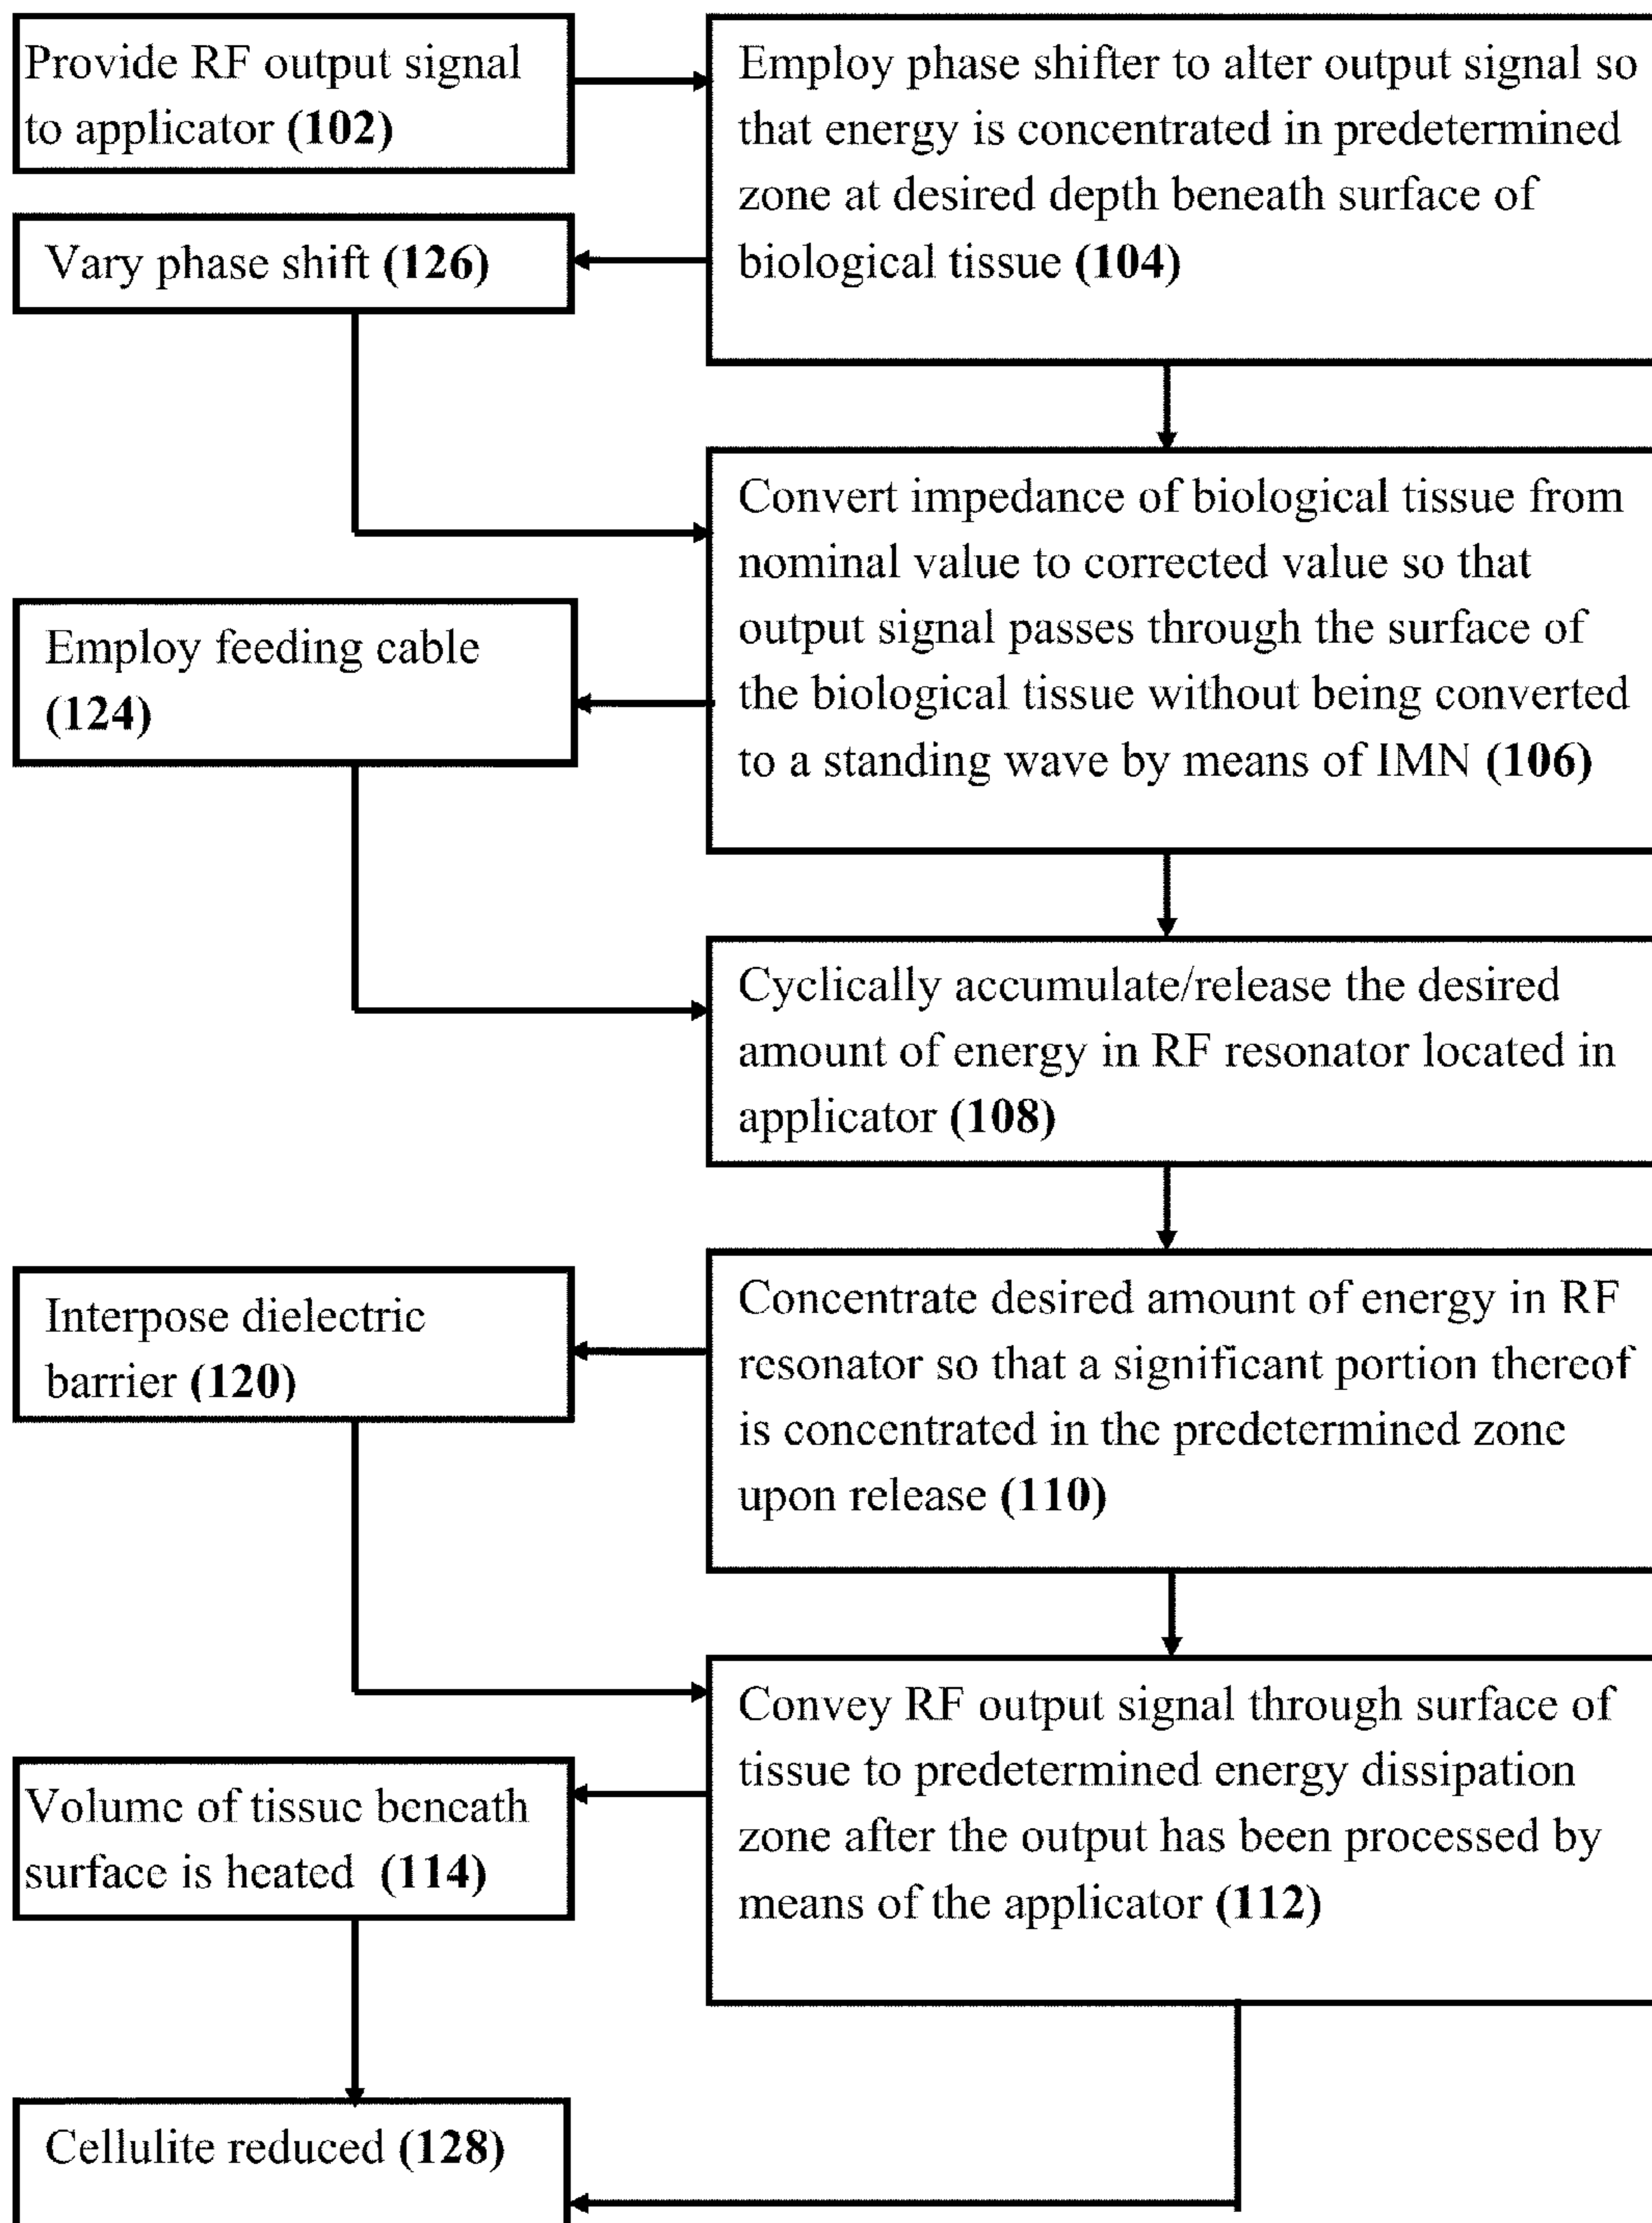 Provide RF output signal
to applicator (102)
Employ phase shifter to alter output signal so
that energy is concentrated in predetermined
zone at desired depth beneath surface of
biological tissue (104)
Vary phase shift (126)
Convert impedance of biological tissue from
nominal value to corrected value so that
output signal passes through the surface of
the biological tissue without being converted
to a standing wave by means of IMN (106)
Employ feeding cable
(124)
Cyclically accumulate/release the desired
amount of energy in RF resonator located in
applicator (108)
Concentrate desired amount of energy in RF
resonator so that a significant portion thereof
is concentrated in the predetermined zone
upon release (110)
Interpose dielectric
barrier (120)
Convey RF output signal through surface of
tissue to predetermined energy dissipation
zone after the output has been processed by
means of the applicator (112)
Volume of tissue beneath
surface is heated (114)
Cellulite reduced (128)